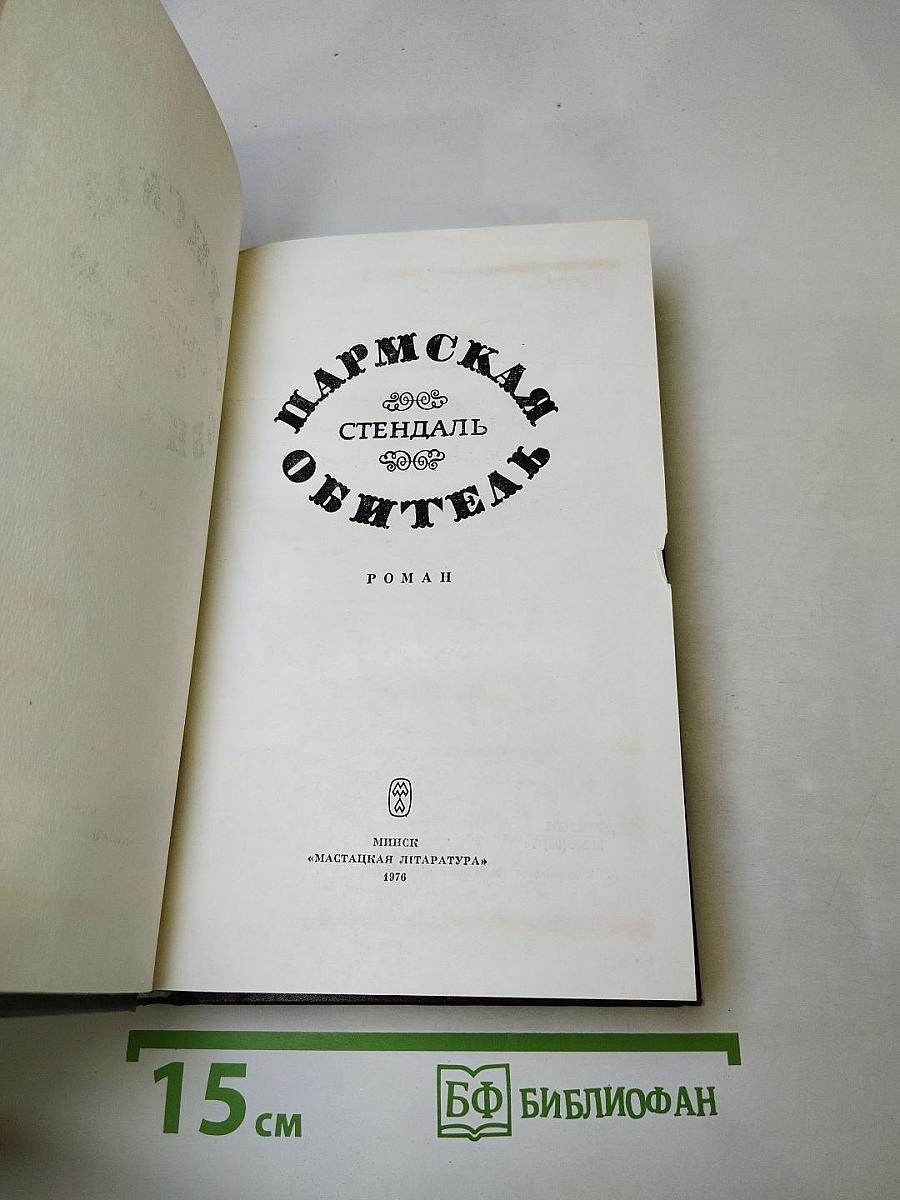 ПАРМСКАЯ
СТЕНДАЛЬ
ОБИТЕЛЬ
РОМАН
МИНСК
«МАСТАЦКАЯ ЛІТАРАТУРА»
1976
15 см
БФ БИБЛИОФАН